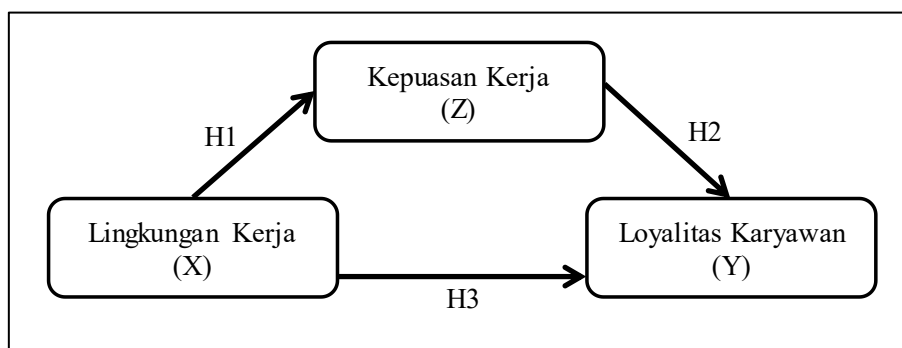 Kepuasan Kerja
(Z)
H1
H2
Lingkungan Kerja
(X)
Loyalitas Karyawan
(Y)
H3